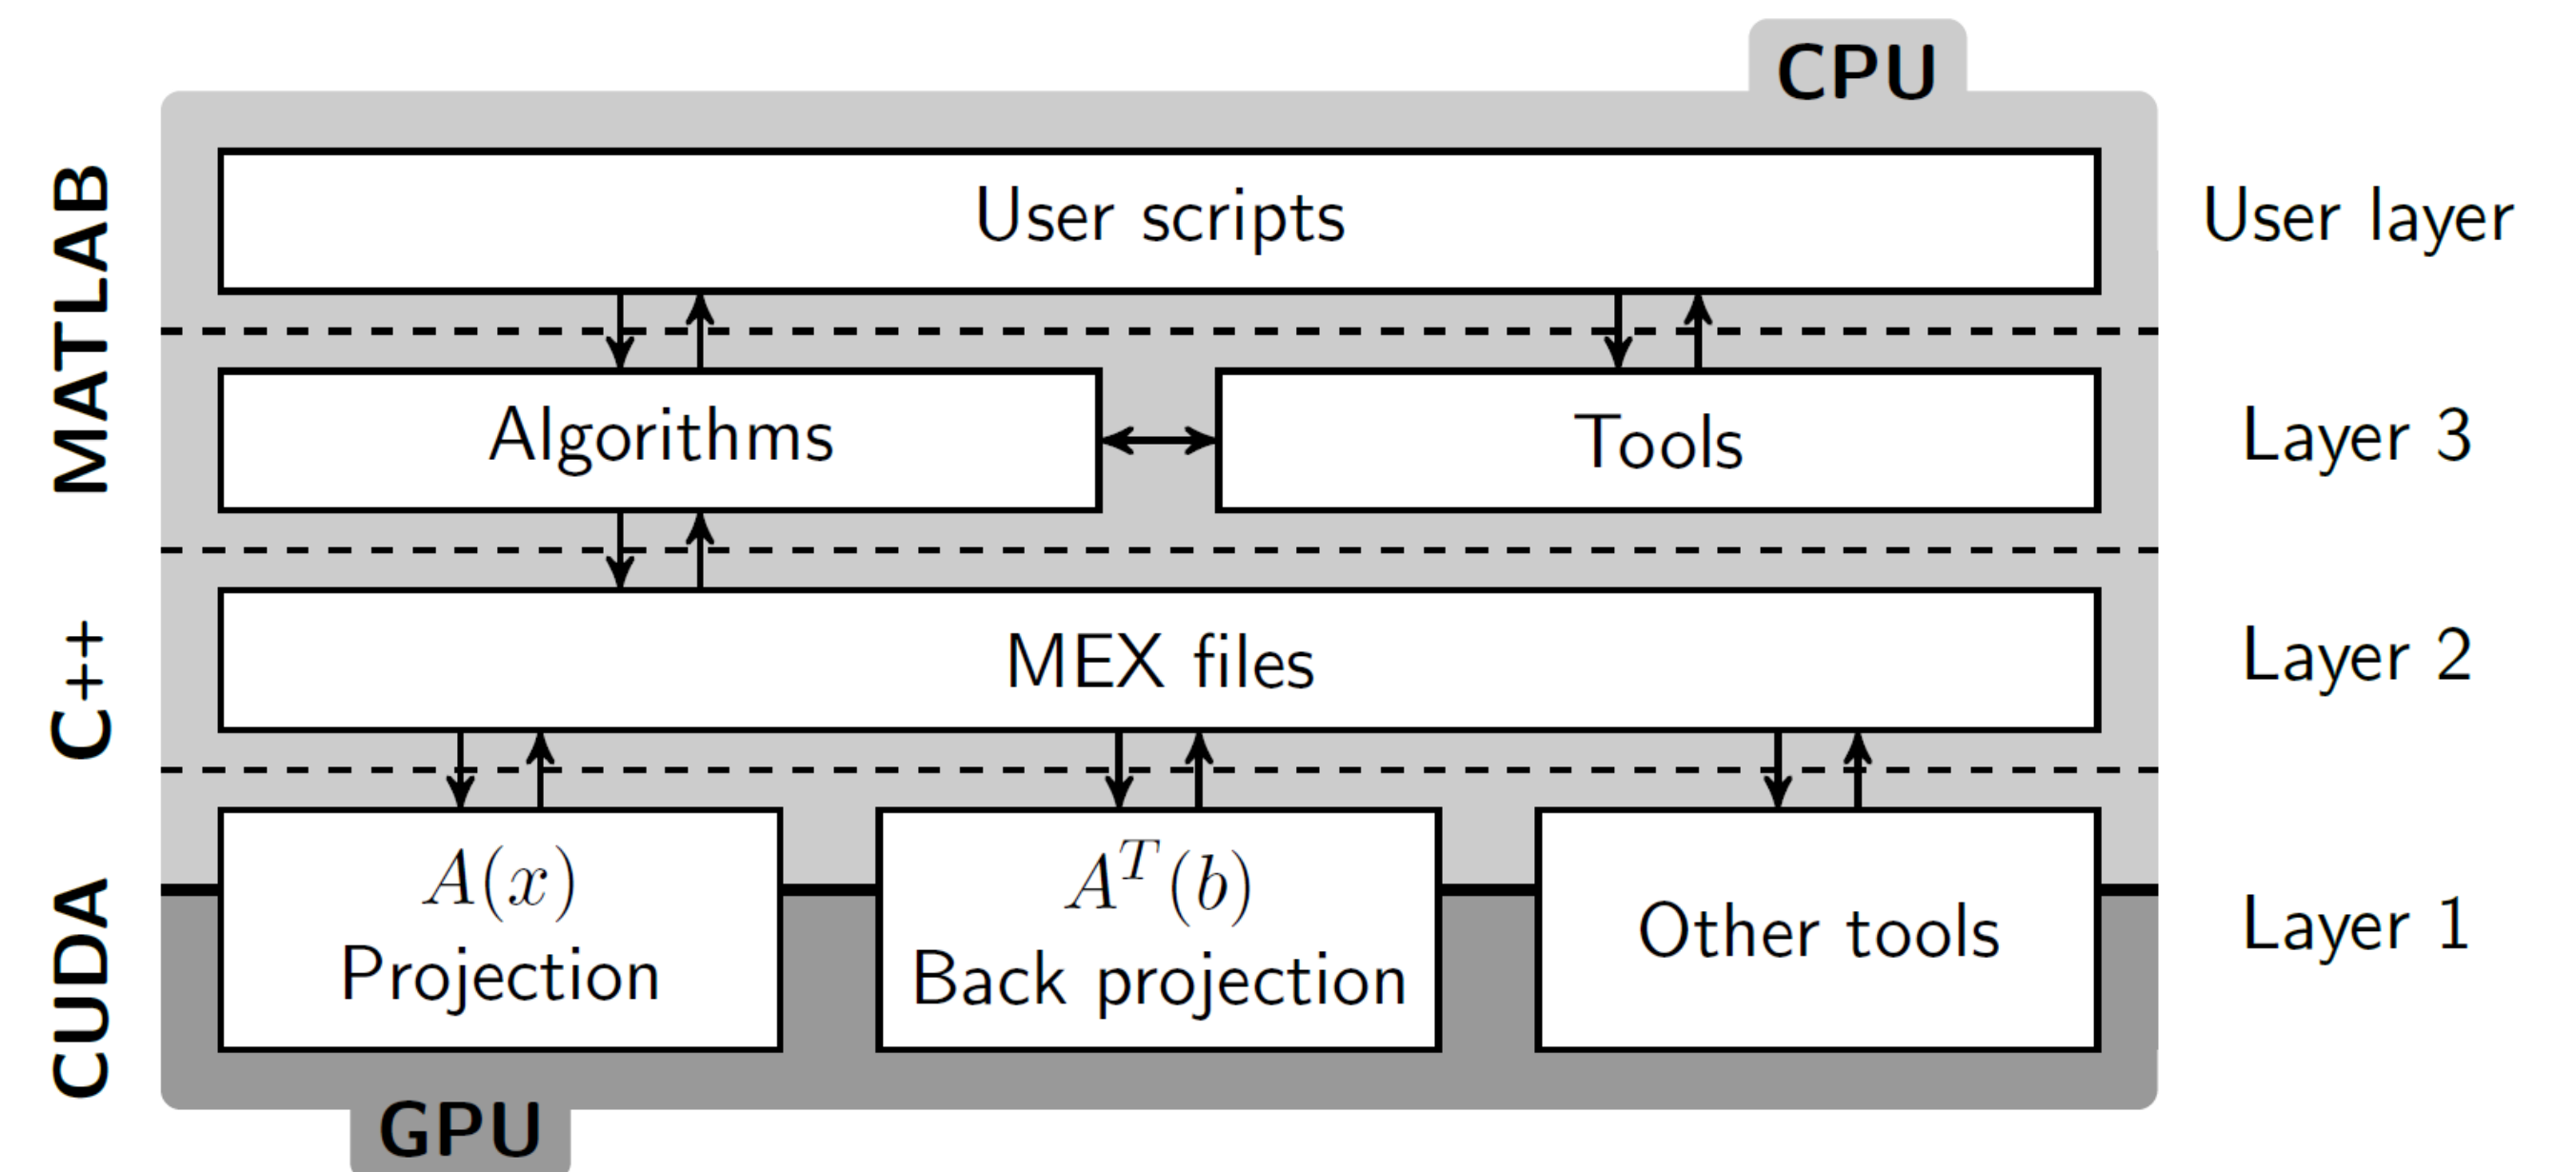 CPU
MATLAB
User scripts
User layer
Algorithms
Tools
Layer 3
C++
MEX files
Layer 2
CUDA
A(x)
Projection
A^T(b)
Back projection
Other tools
Layer 1
GPU